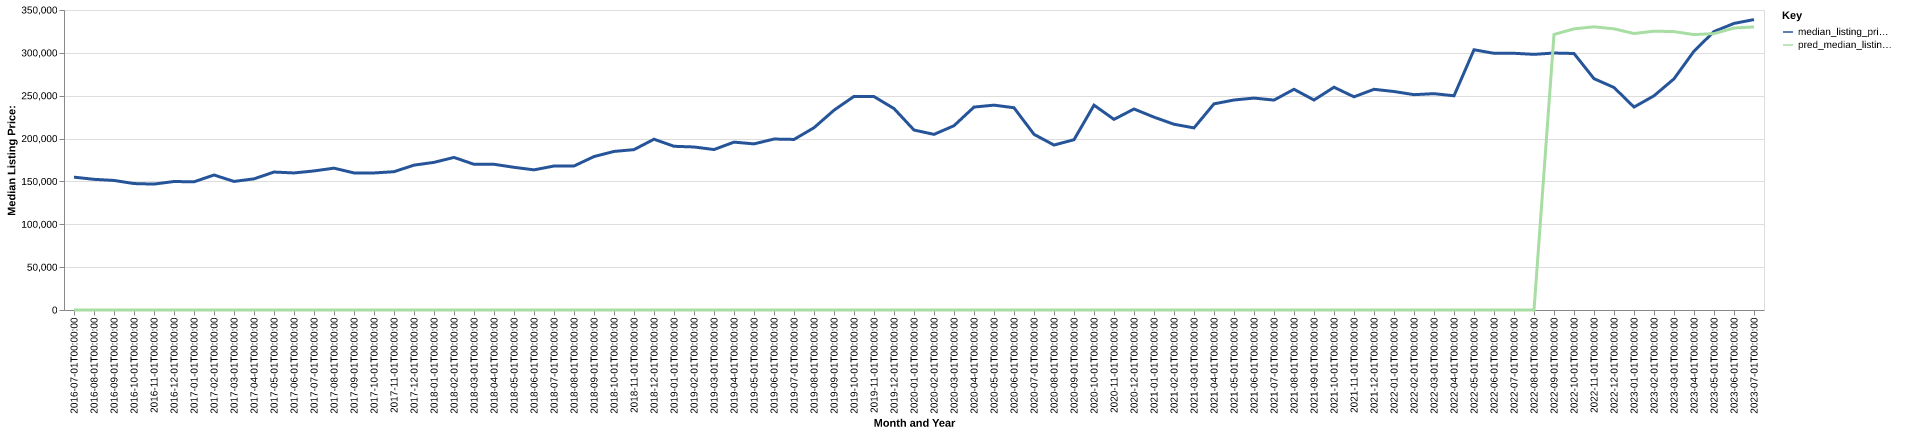 350,000
300,000
250,000
200,000
150,000
100,000
50,000
0
Median Listing Price:
2016-07-01T00:00:00
2016-08-01T00:00:00
2016-09-01T00:00:00
2016-10-01T00:00:00
2016-11-01T00:00:00
2016-12-01T00:00:00
2017-01-01T00:00:00
2017-02-01T00:00:00
2017-03-01T00:00:00
2017-04-01T00:00:00
2017-05-01T00:00:00
2017-06-01T00:00:00
2017-07-01T00:00:00
2017-08-01T00:00:00
2017-09-01T00:00:00
2017-10-01T00:00:00
2017-11-01T00:00:00
2017-12-01T00:00:00
2018-01-01T00:00:00
2018-02-01T00:00:00
2018-03-01T00:00:00
2018-04-01T00:00:00
2018-05-01T00:00:00
2018-06-01T00:00:00
2018-07-01T00:00:00
2018-08-01T00:00:00
2018-09-01T00:00:00
2018-10-01T00:00:00
2018-11-01T00:00:00
2018-12-01T00:00:00
2019-01-01T00:00:00
2019-02-01T00:00:00
2019-03-01T00:00:00
2019-04-01T00:00:00
2019-05-01T00:00:00
2019-06-01T00:00:00
2019-07-01T00:00:00
2019-08-01T00:00:00
2019-09-01T00:00:00
2019-10-01T00:00:00
2019-11-01T00:00:00
2019-12-01T00:00:00
2020-01-01T00:00:00
2020-02-01T00:00:00
2020-03-01T00:00:00
2020-04-01T00:00:00
2020-05-01T00:00:00
2020-06-01T00:00:00
2020-07-01T00:00:00
2020-08-01T00:00:00
2020-09-01T00:00:00
2020-10-01T00:00:00
2020-11-01T00:00:00
2020-12-01T00:00:00
2021-01-01T00:00:00
2021-02-01T00:00:00
2021-03-01T00:00:00
2021-04-01T00:00:00
2021-05-01T00:00:00
2021-06-01T00:00:00
2021-07-01T00:00:00
2021-08-01T00:00:00
2021-09-01T00:00:00
2021-10-01T00:00:00
2021-11-01T00:00:00
2021-12-01T00:00:00
2022-01-01T00:00:00
2022-02-01T00:00:00
2022-03-01T00:00:00
2022-04-01T00:00:00
2022-05-01T00:00:00
2022-06-01T00:00:00
2022-07-01T00:00:00
2022-08-01T00:00:00
2022-09-01T00:00:00
2022-10-01T00:00:00
2022-11-01T00:00:00
2022-12-01T00:00:00
2023-01-01T00:00:00
2023-02-01T00:00:00
2023-03-01T00:00:00
2023-04-01T00:00:00
2023-05-01T00:00:00
2023-06-01T00:00:00
2023-07-01T00:00:00
Month and Year
Key
median_listing_pri…
pred_median_listin…